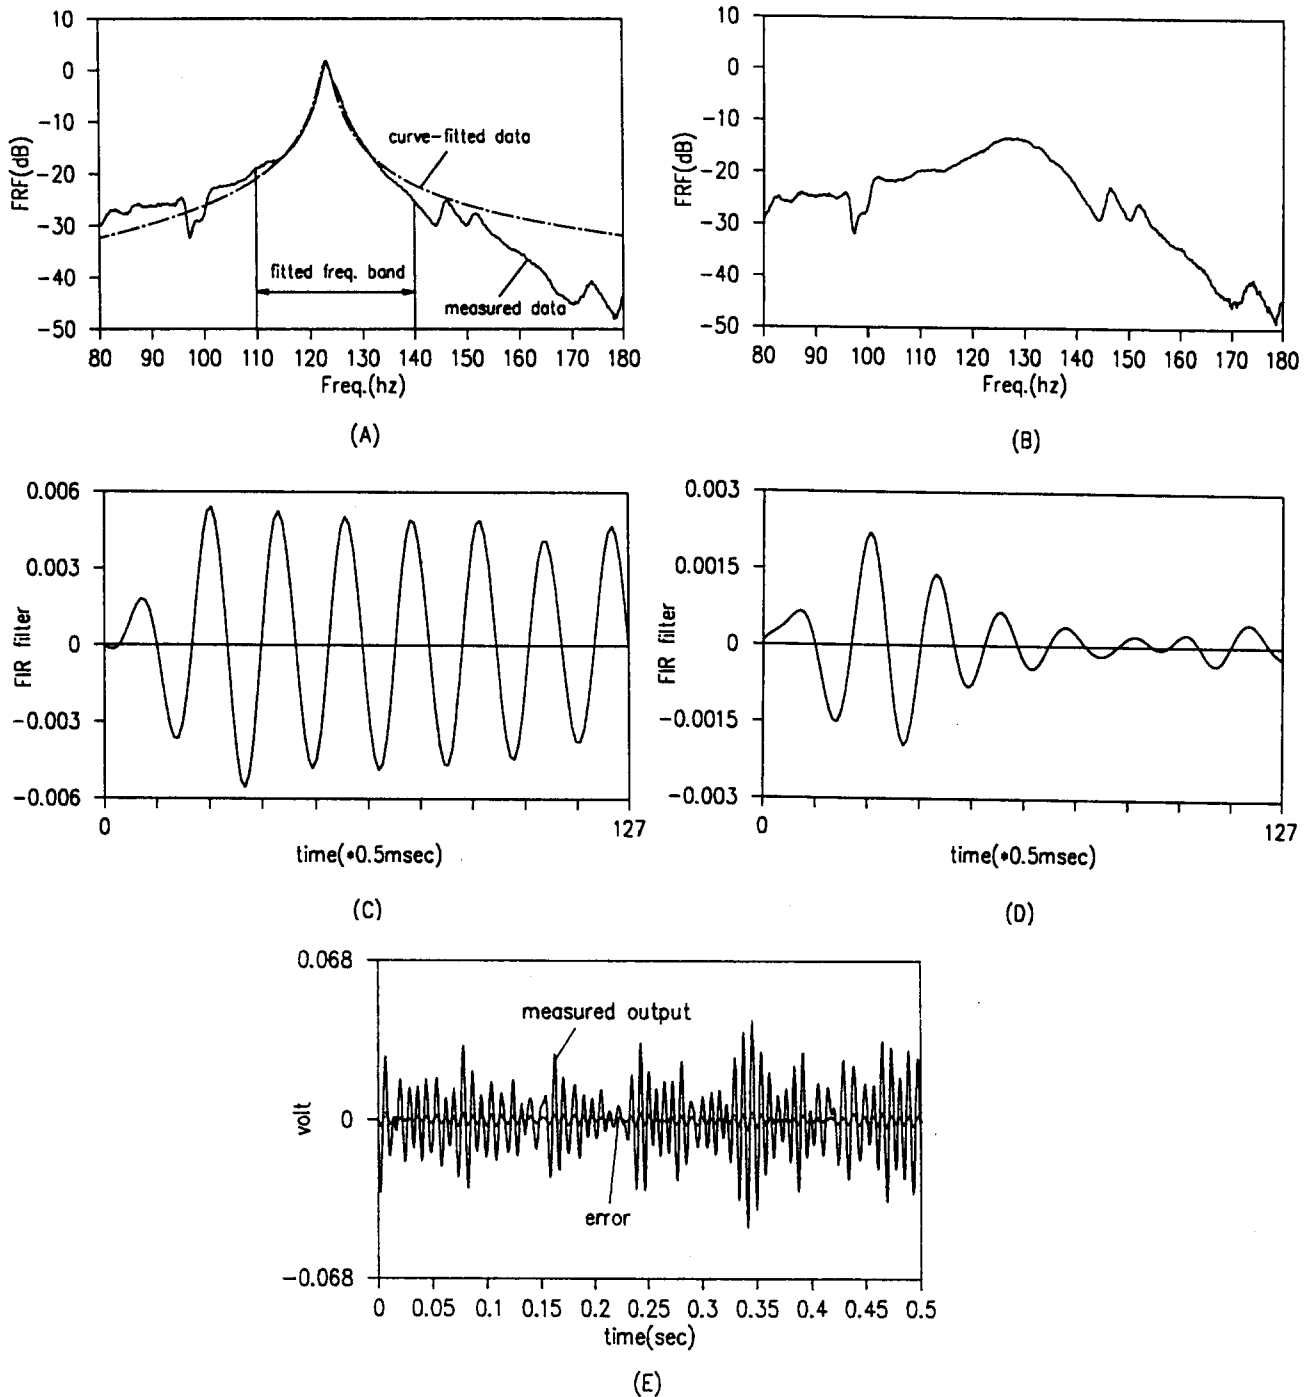 10
0
-10
-20
-30
-40
-50
FRF(dB)
curve-fitted data
fitted freq. band
measured data
80 90 100 110 120 130 140 150 160 170 180
Freq.(hz)
(A)
10
0
-10
-20
-30
-40
-50
FRF(dB)
80 90 100 110 120 130 140 150 160 170 180
Freq.(hz)
(B)
0.006
0.003
0
-0.003
-0.006
FIR filter
0 127
time(*0.5msec)
(C)
0.003
0.0015
0
-0.0015
-0.003
FIR filter
0 127
time(*0.5msec)
(D)
0.068
0
-0.068
volt
measured output
error
0 0.05 0.1 0.15 0.2 0.25 0.3 0.35 0.4 0.45 0.5
time(sec)
(E)